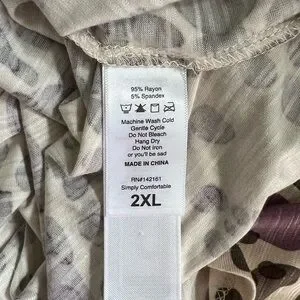 95% Rayon
5% Spandex
Machine Wash Cold
Gentle Cycle
Do Not Bleach
Hang Dry
Do Not iron
or you'll be sad
MADE IN CHINA
RN#142161
Simply Comfortable
2XL